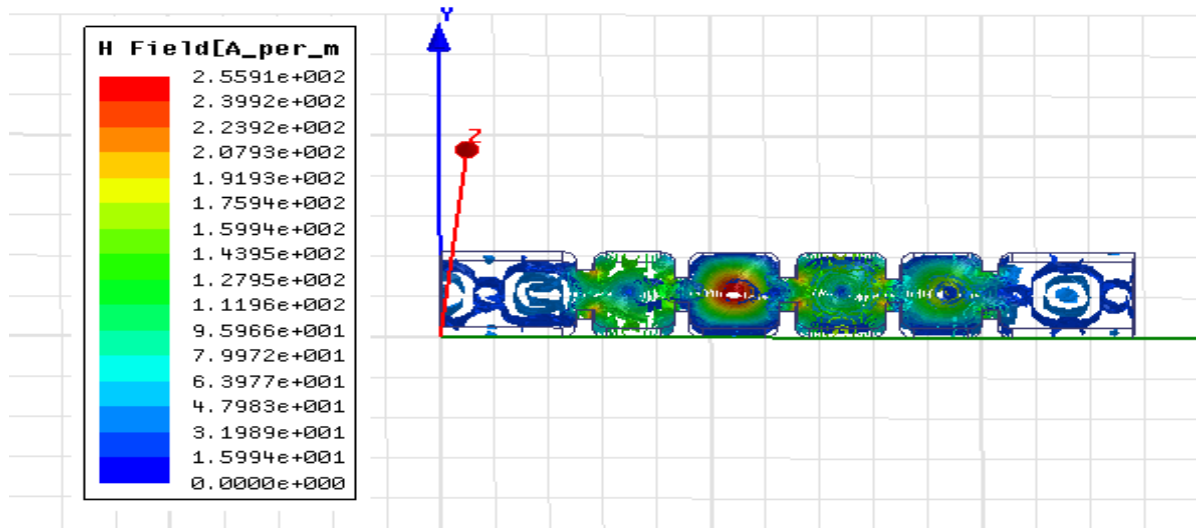 H Field[A_per_m
2.5591e+002
2.3992e+002
2.2392e+002
2.0793e+002
1.9193e+002
1.7594e+002
1.5994e+002
1.4395e+002
1.2795e+002
1.1196e+002
9.5966e+001
7.9972e+001
6.3977e+001
4.7983e+001
3.1989e+001
1.5994e+001
0.0000e+000
Y
Z